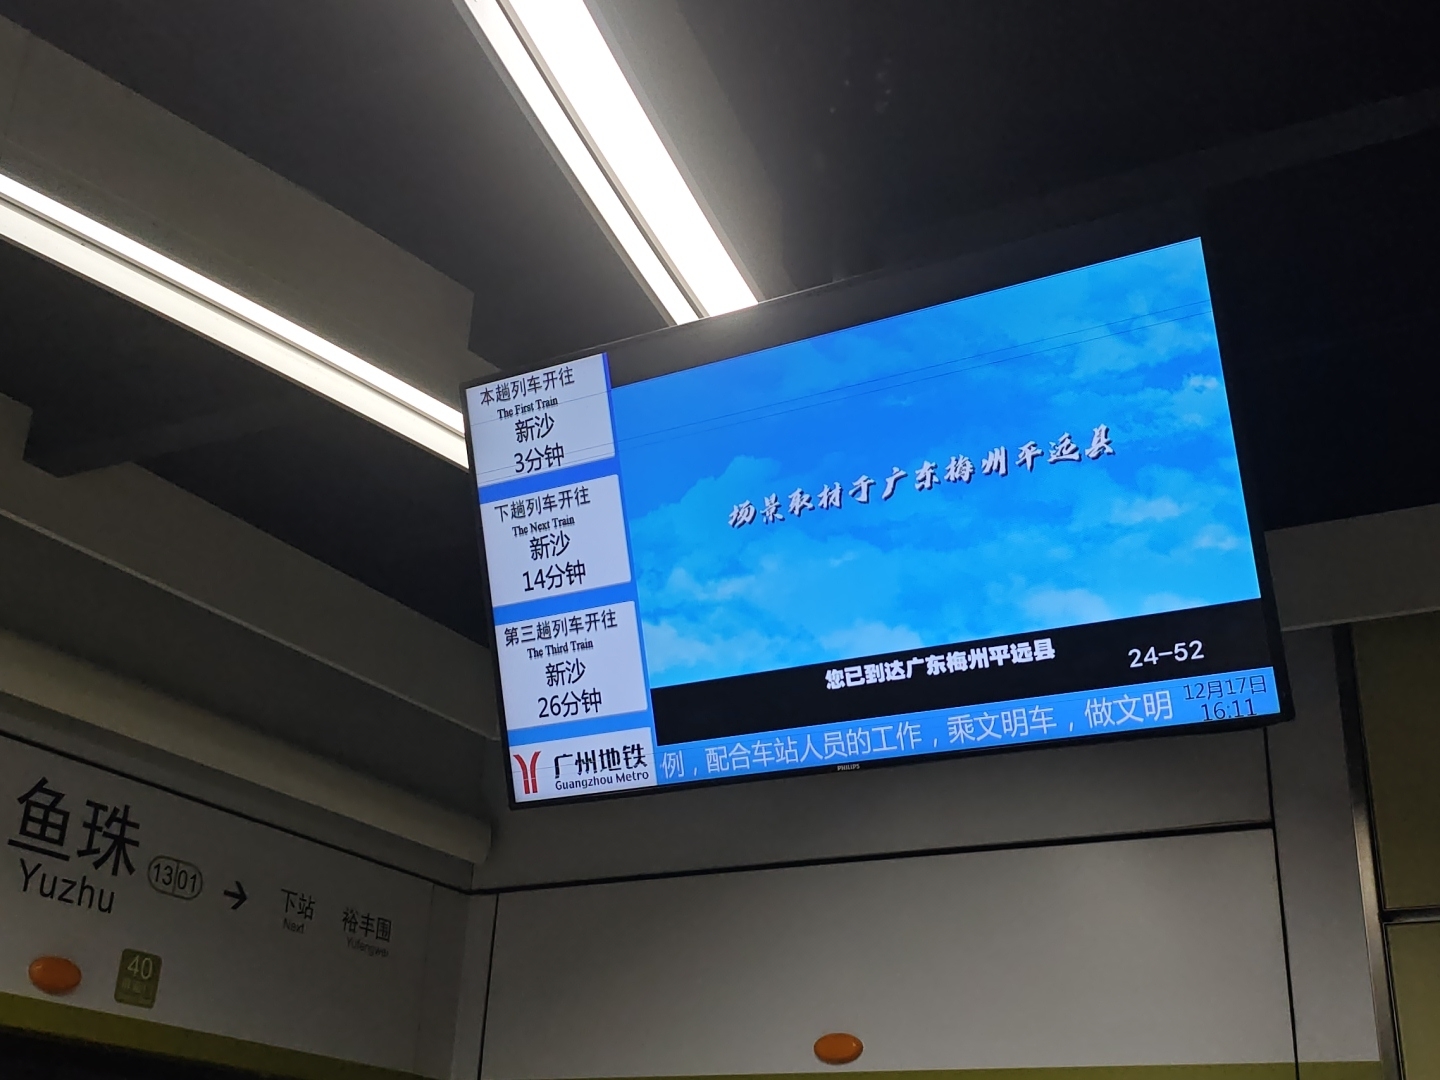 本趟列车开往
The First Train
新沙
3分钟
下趟列车开往
The Next Train
新沙
14分钟
第三趟列车开往
The Third Train
新沙
26分钟
广州地铁
Guangzhou Metro
场景取材于广东梅州平远县
您已到达广东梅州平远县
24-52
例，配合车站人员的工作，乘文明车，做文明
12月17日
16:11
PHILIPS
鱼珠
Yuzhu
13 01
→
下站
Next
裕丰围
Yufengwei
40